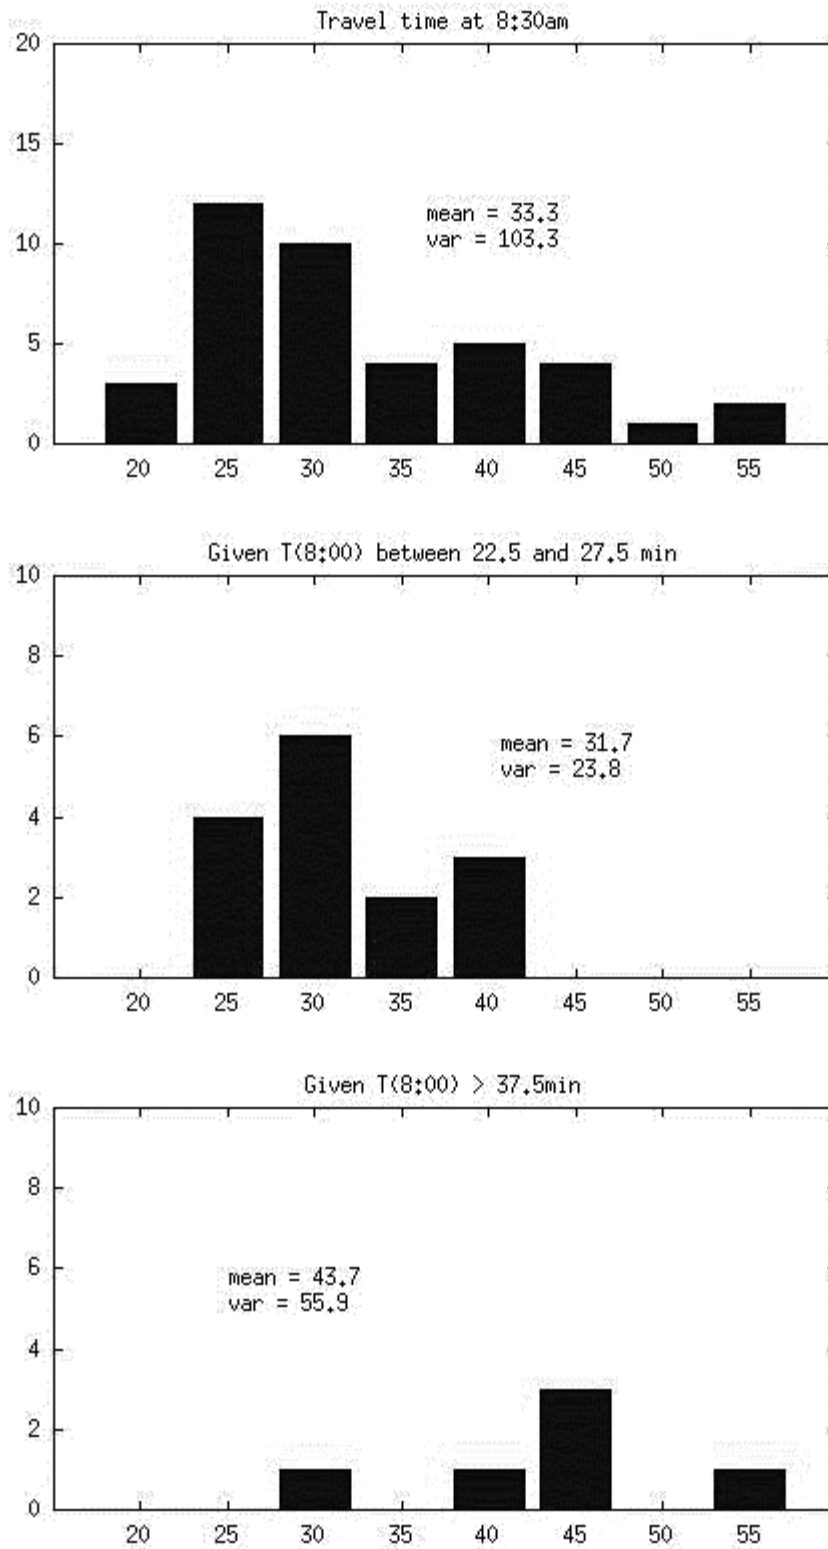 Travel time at 8:30am
20
15
10
5
0
mean = 33.3
var = 103.3
20 25 30 35 40 45 50 55
Given T(8:00) between 22.5 and 27.5 min
10
8
6
4
2
0
mean = 31.7
var = 23.8
20 25 30 35 40 45 50 55
Given T(8:00) > 37.5min
10
8
6
4
2
0
mean = 43.7
var = 55.9
20 25 30 35 40 45 50 55